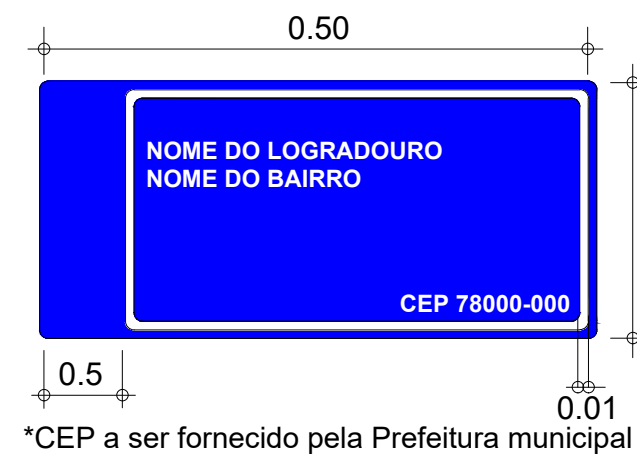 0.50
NOME DO LOGRADOURO
NOME DO BAIRRO
CEP 78000-000
0.5
0.01
*CEP a ser fornecido pela Prefeitura municipal